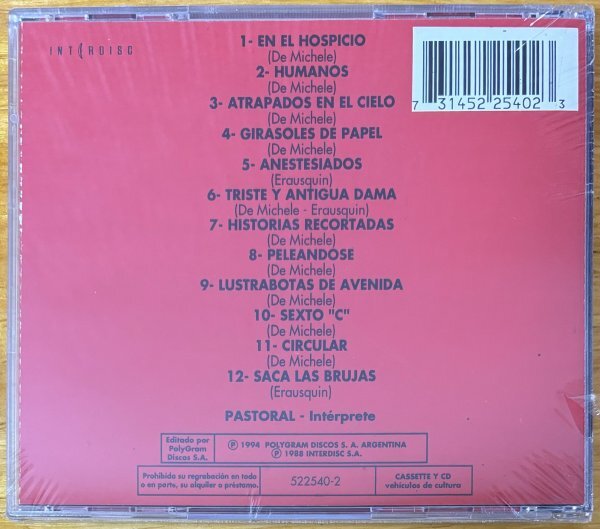 INTERDISC
1- EN EL HOSPICIO
(De Michele)
2- HUMANOS
(De Michele)
3- ATRAPADOS EN EL CIELO
(De Michele)
4- GIRASOLES DE PAPEL
(De Michele)
5- ANESTESIADOS
(Erausquin)
6- TRISTE Y ANTIGUA DAMA
(De Michele - Erausquin)
7- HISTORIAS RECORTADAS
(De Michele)
8- PELEANDOSE
(De Michele)
9- LUSTRABOTAS DE AVENIDA
(De Michele)
10- SEXTO "C"
(De Michele)
11- CIRCULAR
(De Michele)
12- SACA LAS BRUJAS
(Erausquin)
PASTORAL - Intérprete
7 31452 25402 3
Editado por
PolyGram
Discos S.A.
℗ 1994 POLYGRAM DISCOS S. A. ARGENTINA
℗ 1988 INTERDISC S.A.
Prohibida su regrabación en todo
o en parte, su alquiler o préstamo.
522540-2
CASSETTE Y CD
vehículos de cultura